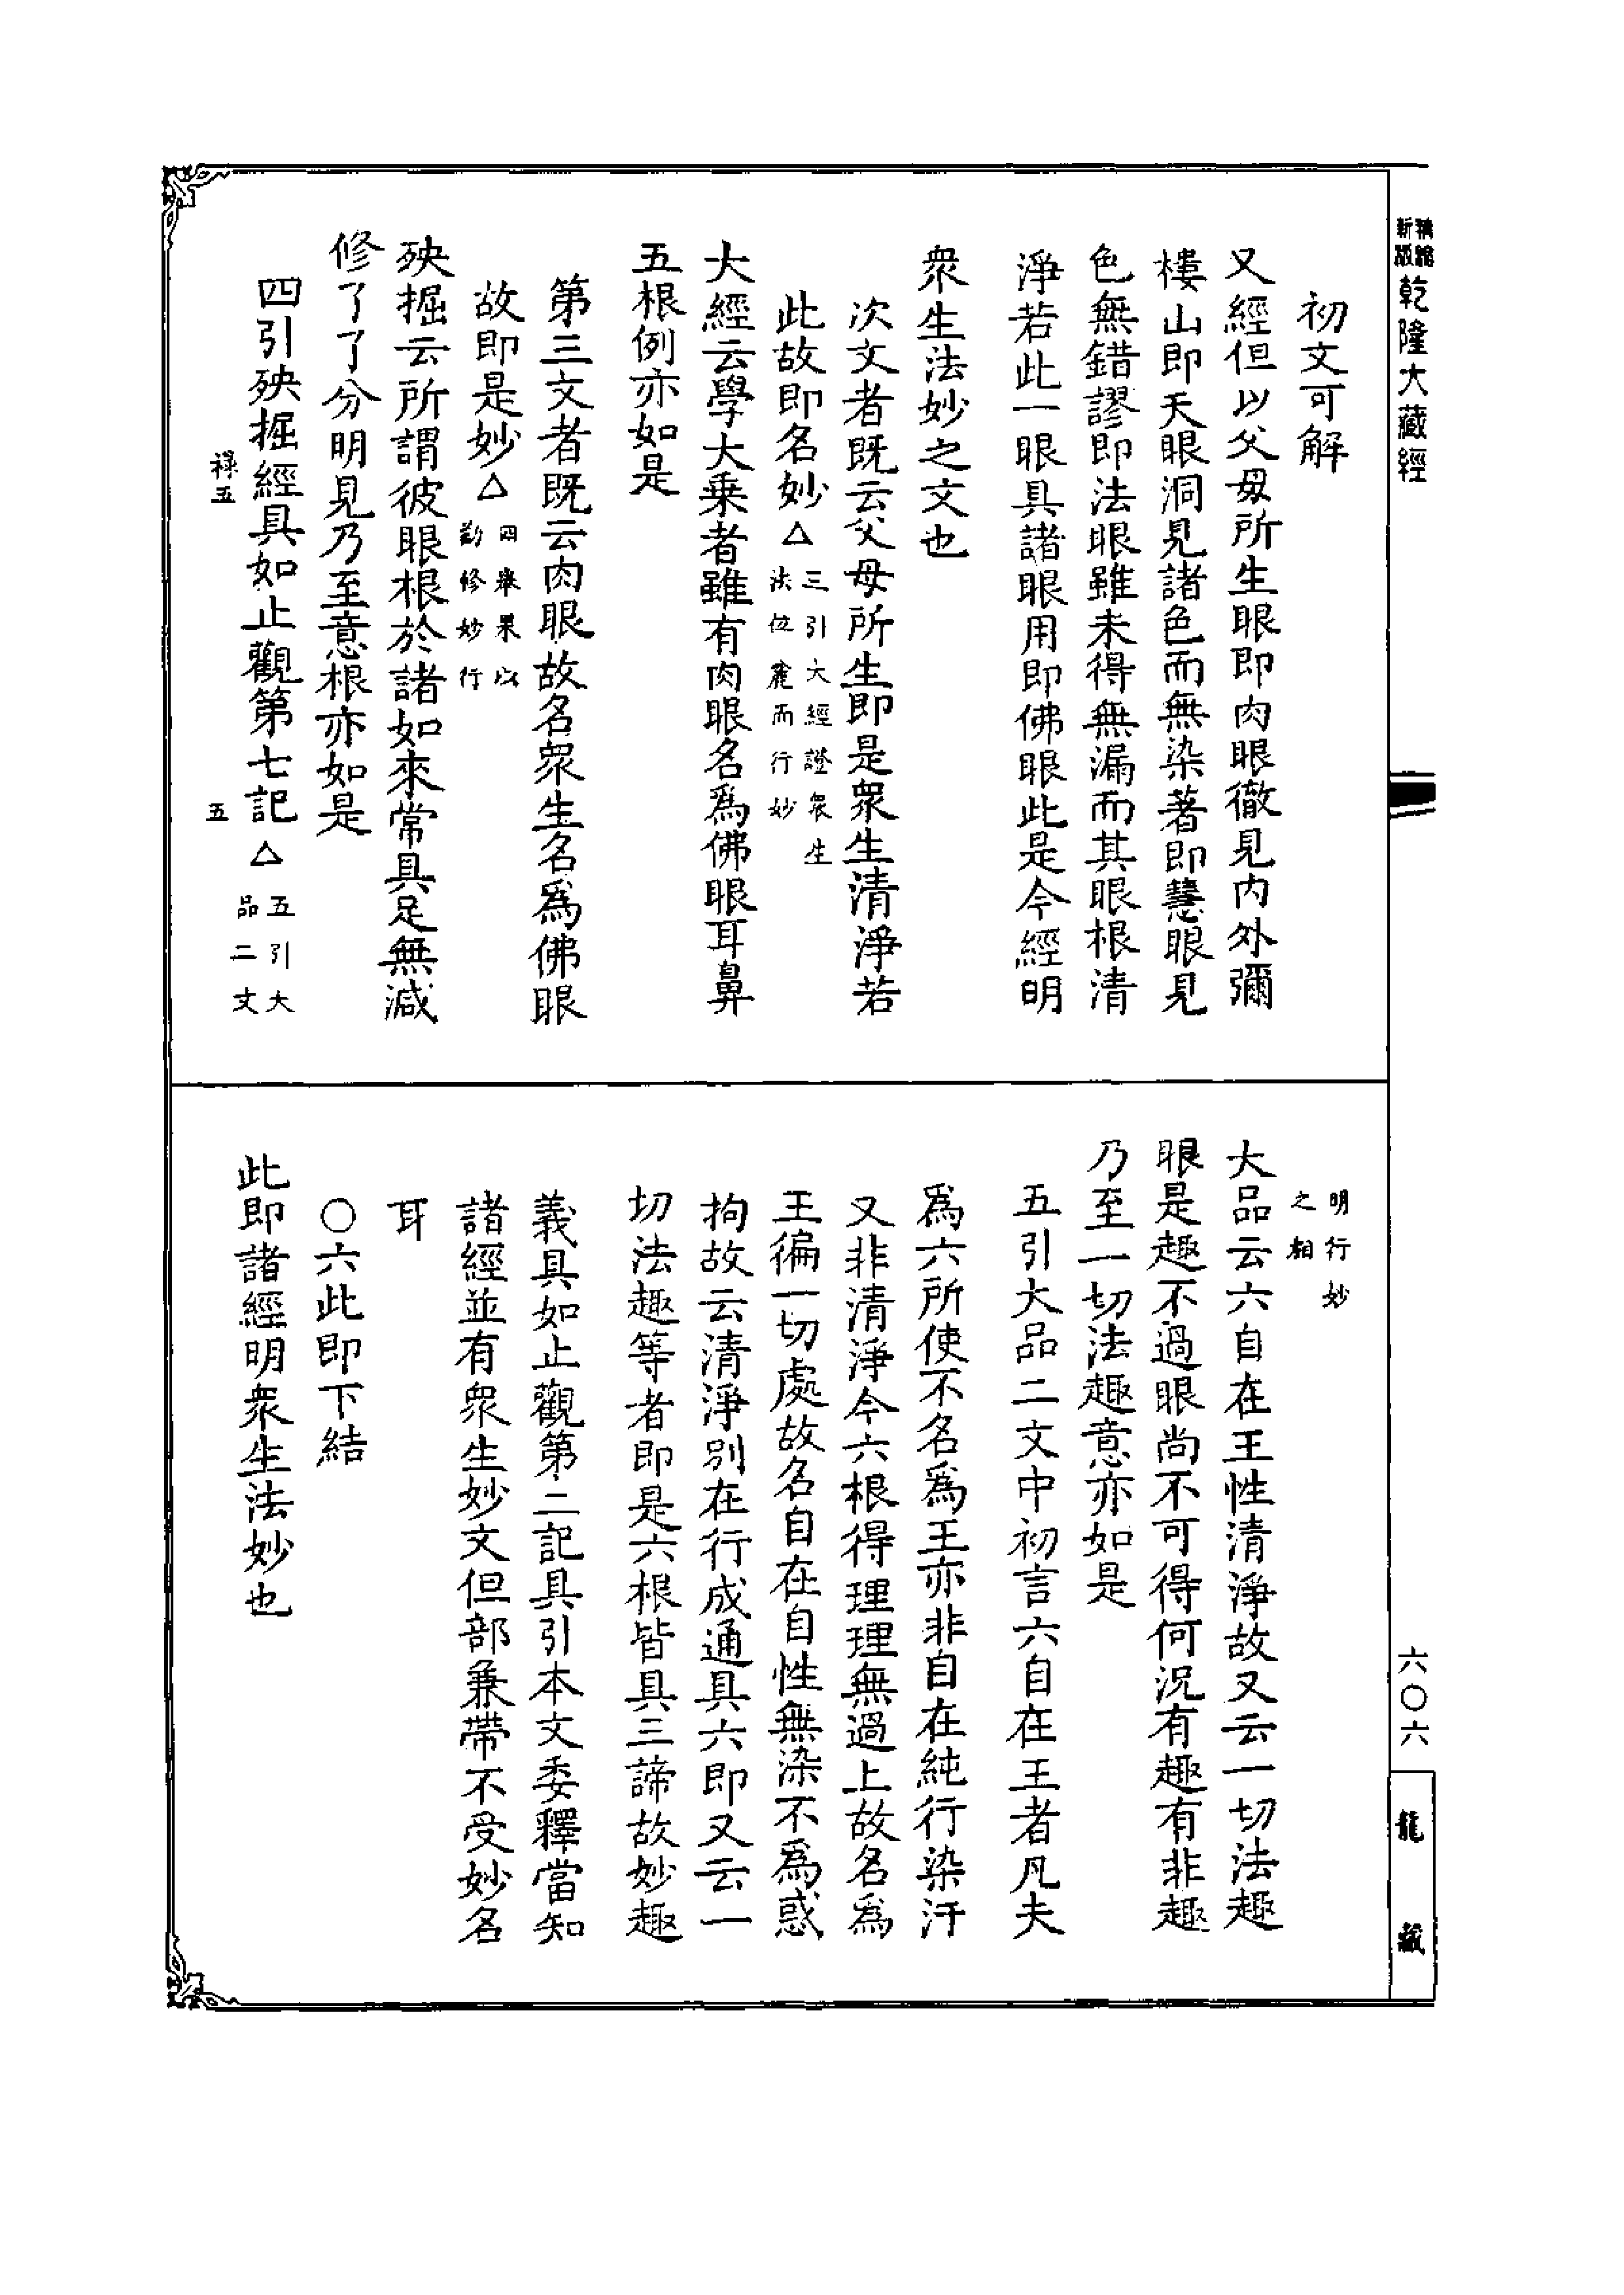 新版精縮
乾隆大藏經
六〇六
龍藏
初文可解
又經但以父母所生眼即肉眼徹見內外彌
樓山即天眼洞見諸色而無染著即慧眼見
色無錯謬即法眼雖未得無漏而其眼根清
淨若此一眼具諸眼用即佛眼此是今經明
衆生法妙之文也
次文者既云父母所生即是衆生清淨若
此故即名妙△三引大經證衆生
法位麁而行妙
大經云學大乗者雖有肉眼名爲佛眼耳鼻
五根例亦如是
第三文者既云肉眼故名衆生名爲佛眼
故即是妙△四舉果以
勤修妙行
殃掘云所謂彼眼根於諸如來常具足無減
修了了分明見乃至意根亦如是
四引殃掘經具如止觀第七記△五引大
品二文
祿五
五
明行妙
之相
大品云六自在王性清淨故又云一切法趣
眼是趣不過眼尚不可得何況有趣有非趣
乃至一切法趣意亦如是
五引大品二文中初言六自在王者凡夫
爲六所使不名爲王亦非自在純行染汙
又非清淨今六根得理理無過上故名爲
王徧一切處故名自在自性無染不爲惑
拘故云清淨別在行成通具六即又云一
切法趣等者即是六根皆具三諦故妙趣
義具如止觀第二記具引本文委釋當知
諸經並有衆生妙文但部兼帶不受妙名
耳
○六此即下結
此即諸經明衆生法妙也